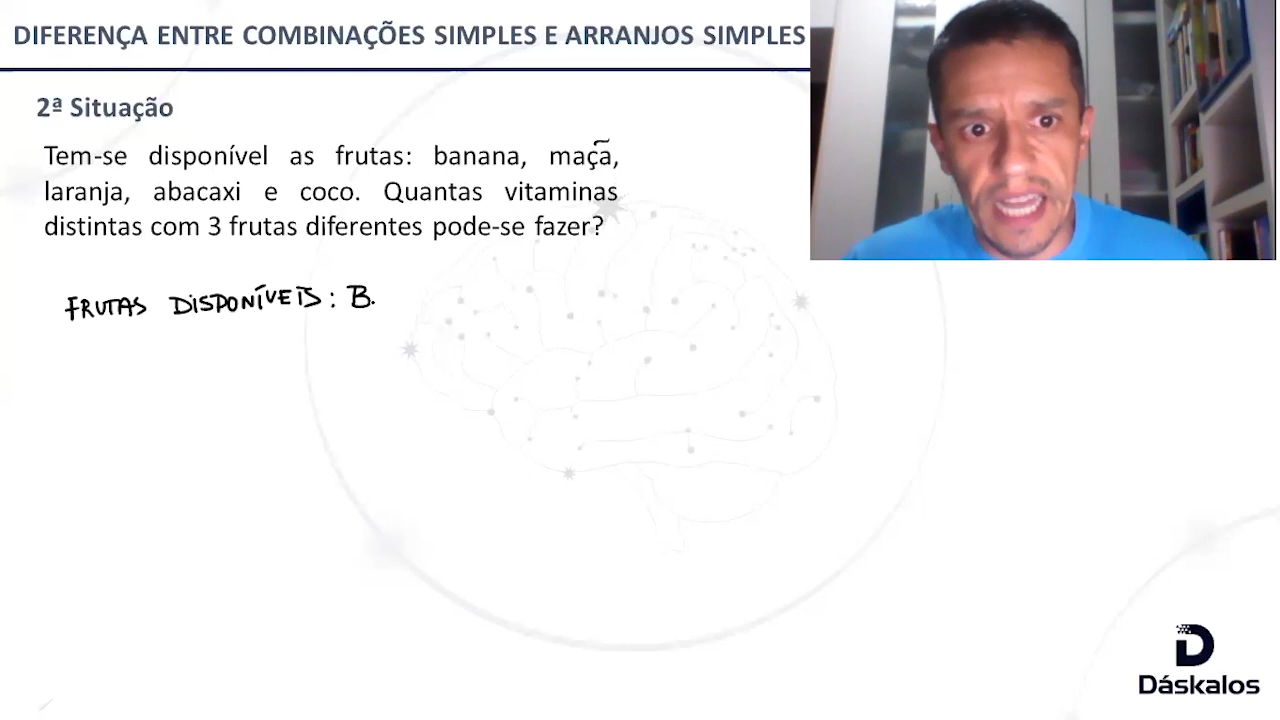 DIFERENÇA ENTRE COMBINAÇÕES SIMPLES E ARRANJOS SIMPLES
2ª Situação
Tem-se disponível as frutas: banana, maçã,
laranja, abacaxi e coco. Quantas vitaminas
distintas com 3 frutas diferentes pode-se fazer?
FRUTAS DISPONÍVEIS: B.
Dáskalos